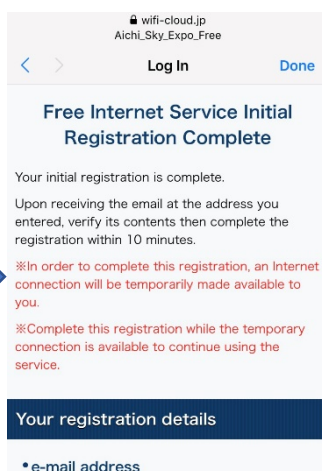 wifi-cloud.jp
Aichi_Sky_Expo_Free
Log In
Done
Free Internet Service Initial
Registration Complete
Your initial registration is complete.
Upon receiving the email at the address you
entered, verify its contents then complete the
registration within 10 minutes.
※In order to complete this registration, an Internet
connection will be temporarily made available to
you.
※Complete this registration while the temporary
connection is available to continue using the
service.
Your registration details
•e-mail address